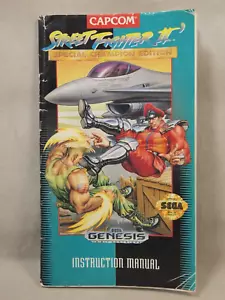 CAPCOM
STREET FIGHTER II'
SPECIAL CHAMPION EDITION
SEGA
GENESIS
INSTRUCTION MANUAL